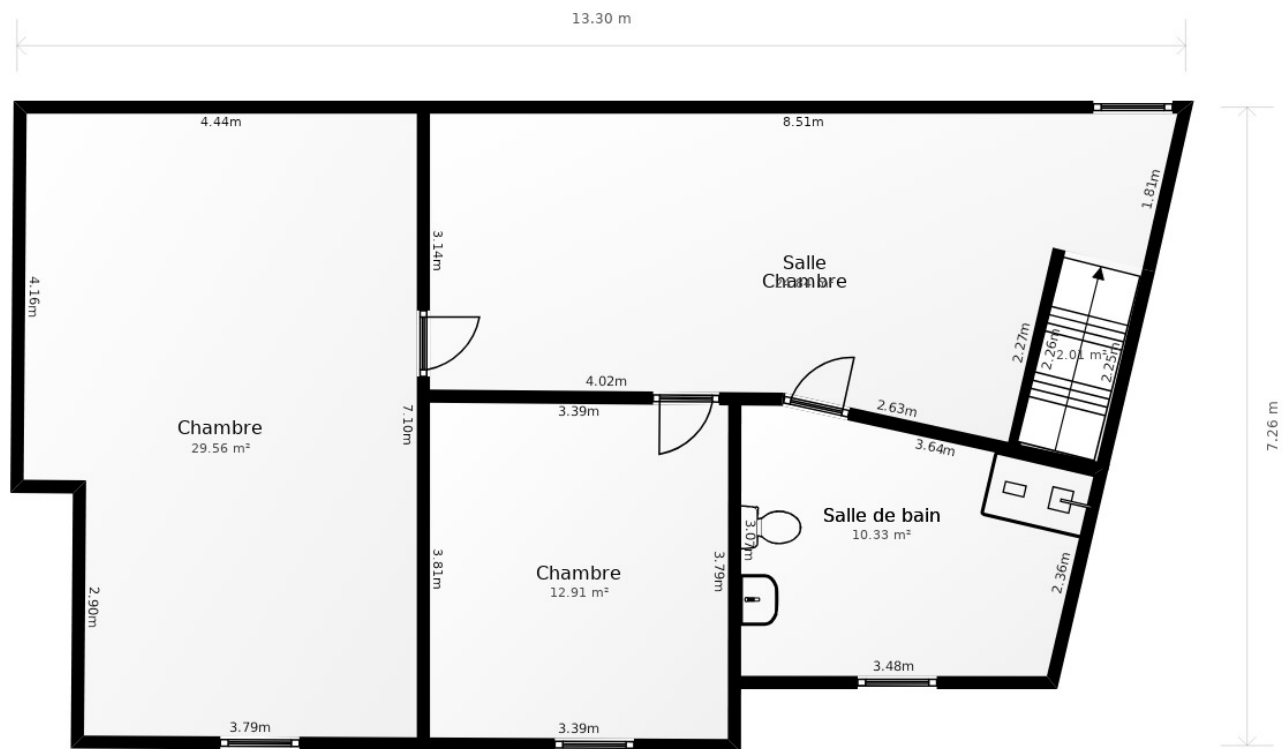 13.30 m
4.44m
8.51m
1.81m
3.14m
4.16m
Salle
Chambre
2.27m
2.26m
2.01 m²
2.25m
7.26 m
4.02m
3.39m
7.10m
2.63m
3.64m
Chambre
29.56 m²
Salle de bain
10.33 m²
3.07m
3.81m
Chambre
12.91 m²
3.79m
2.36m
2.90m
3.48m
3.79m
3.39m